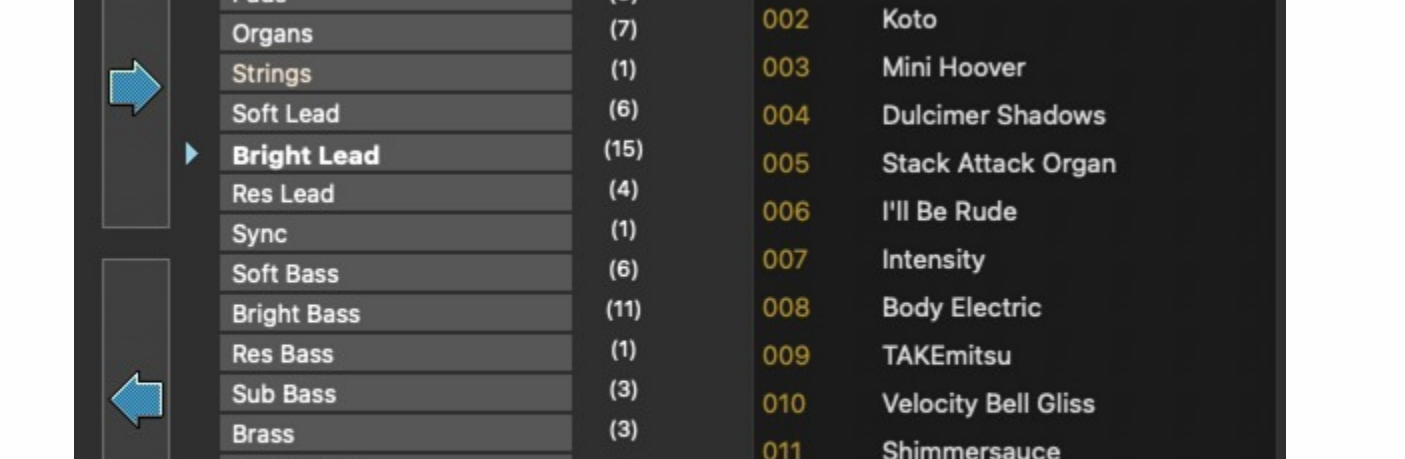 Organs (7)
Strings (1)
Soft Lead (6)
Bright Lead (15)
Res Lead (4)
Sync (1)
Soft Bass (6)
Bright Bass (11)
Res Bass (1)
Sub Bass (3)
Brass (3)
002 Koto
003 Mini Hoover
004 Dulcimer Shadows
005 Stack Attack Organ
006 I'll Be Rude
007 Intensity
008 Body Electric
009 TAKEmitsu
010 Velocity Bell Gliss
011 Shimmersauce